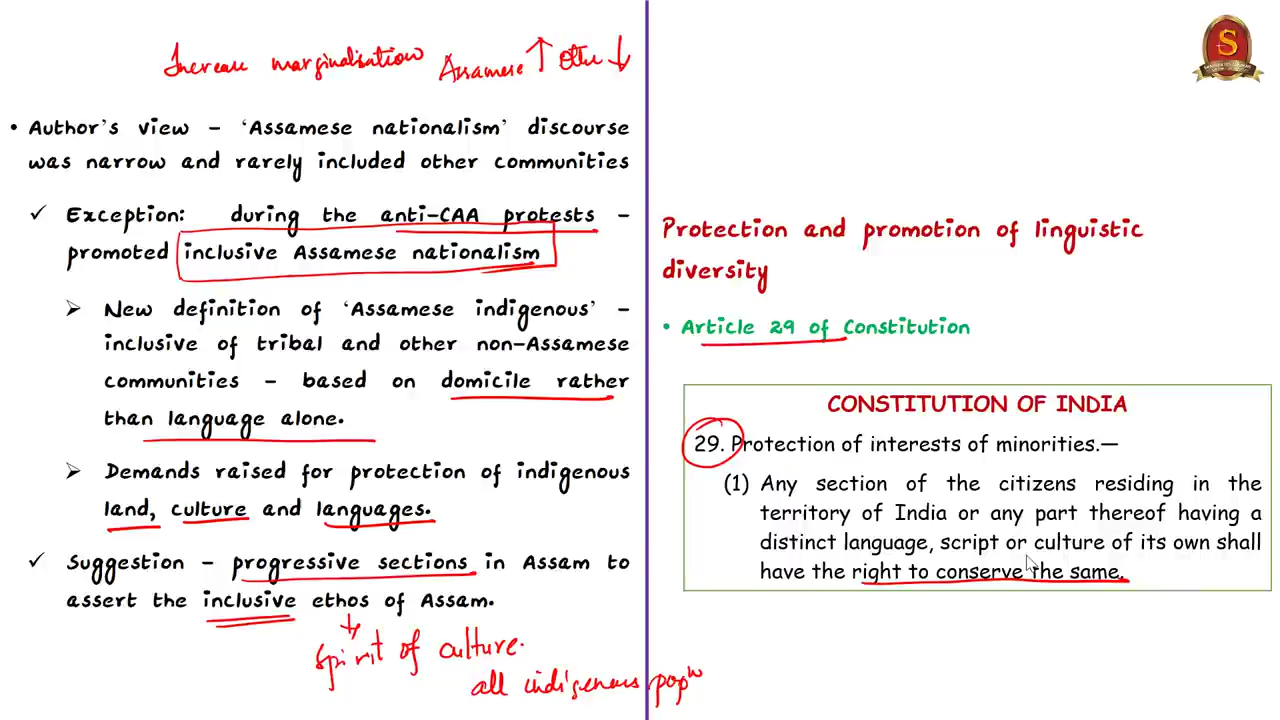 Increase marginalisation Assamese ↑ Other ↓
• Author's view – 'Assamese nationalism' discourse
was narrow and rarely included other communities
✓ Exception: during the anti-CAA protests –
promoted inclusive Assamese nationalism
➢ New definition of 'Assamese indigenous' –
inclusive of tribal and other non-Assamese
communities – based on domicile rather
than language alone.
➢ Demands raised for protection of indigenous
land, culture and languages.
✓ Suggestion – progressive sections in Assam to
assert the inclusive ethos of Assam.
spirit of culture.
all indigenous popⁿ
S
Protection and promotion of linguistic
diversity
• Article 29 of Constitution
CONSTITUTION OF INDIA
29. Protection of interests of minorities.—
(1) Any section of the citizens residing in the
territory of India or any part thereof having a
distinct language, script or culture of its own shall
have the right to conserve the same.